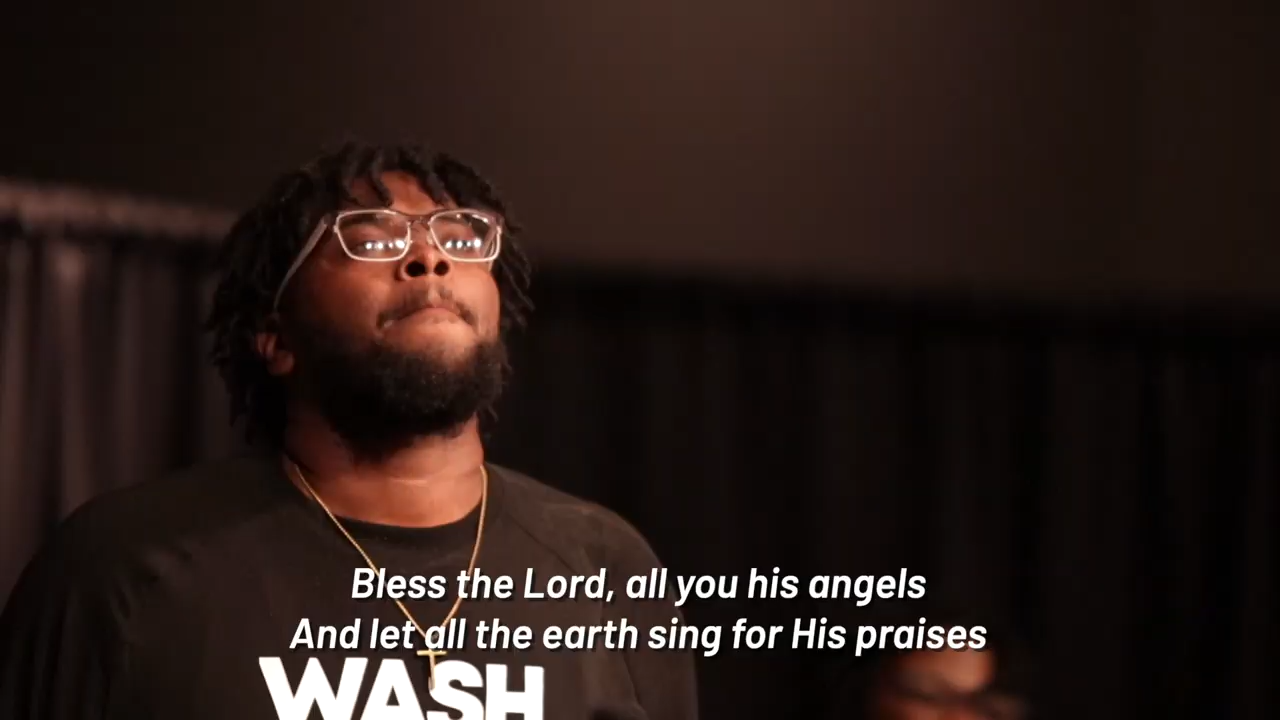 Bless the Lord, all you his angels
And let all the earth sing for His praises
WASH